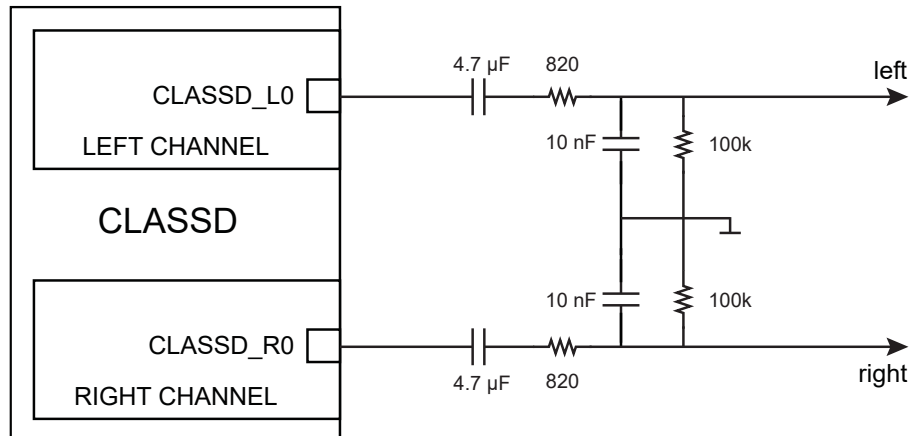 4.7 µF
820
left
CLASSD_L0
10 nF
100k
LEFT CHANNEL
CLASSD
10 nF
100k
CLASSD_R0
right
4.7 µF
820
RIGHT CHANNEL